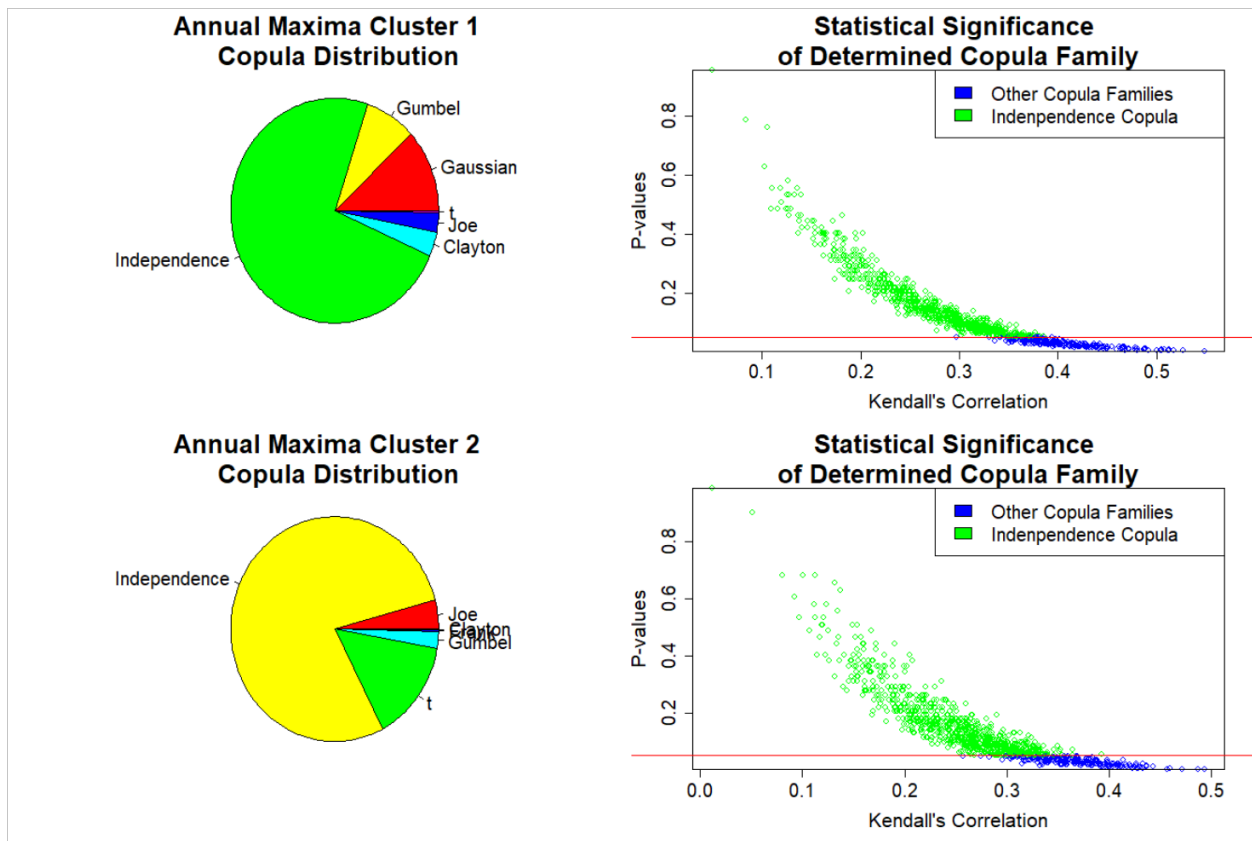 Annual Maxima Cluster 1
Copula Distribution
Gumbel
Gaussian
t
Joe
Clayton
Independence
Statistical Significance
of Determined Copula Family
Other Copula Families
Indenpendence Copula
P-values
0.8
0.6
0.4
0.2
0.1 0.2 0.3 0.4 0.5
Kendall's Correlation
Annual Maxima Cluster 2
Copula Distribution
Independence
Joe
Clayton
Frank
Gumbel
t
Statistical Significance
of Determined Copula Family
Other Copula Families
Indenpendence Copula
P-values
0.8
0.6
0.4
0.2
0.0 0.1 0.2 0.3 0.4 0.5
Kendall's Correlation